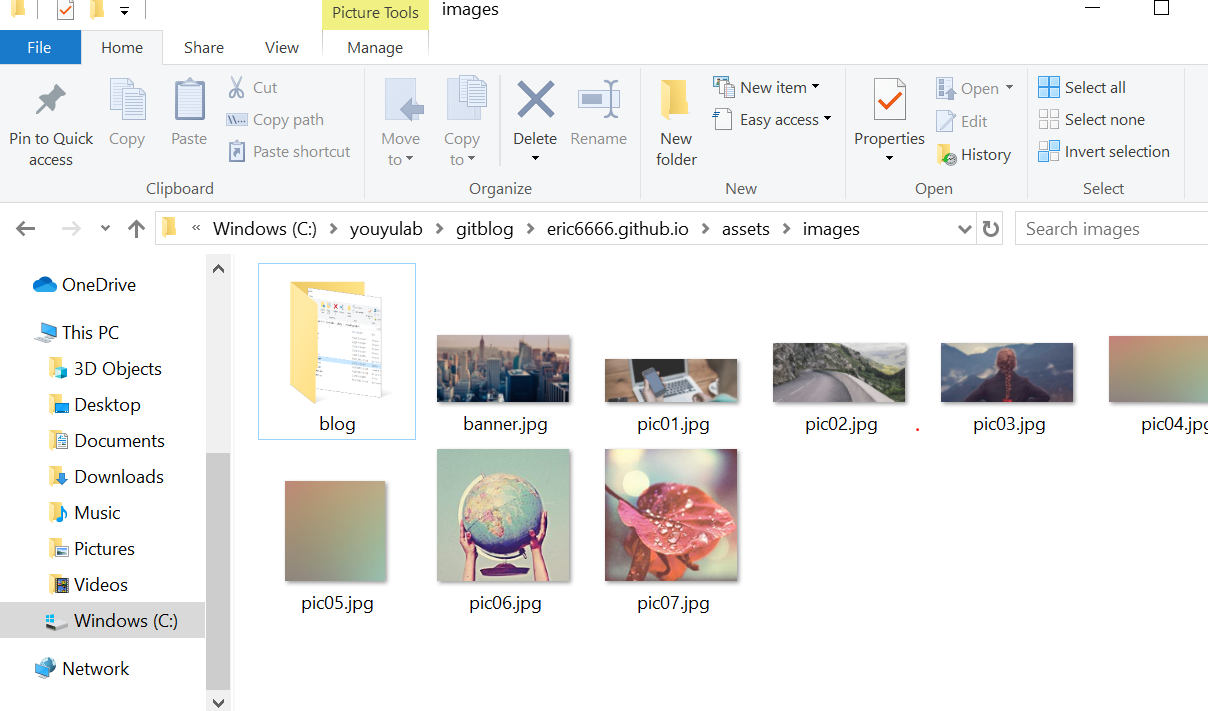 Picture Tools images
File Home Share View Manage
Pin to Quick access
Copy
Paste
Cut
Copy path
Paste shortcut
Clipboard
Move to
Copy to
Delete
Rename
Organize
New folder
New item
Easy access
New
Properties
Open
Edit
History
Open
Select all
Select none
Invert selection
Select
« Windows (C:) > youyulab > gitblog > eric6666.github.io > assets > images
Search images
OneDrive
This PC
3D Objects
Desktop
Documents
Downloads
Music
Pictures
Videos
Windows (C:)
Network
blog
banner.jpg
pic01.jpg
pic02.jpg
pic03.jpg
pic04.jpg
pic05.jpg
pic06.jpg
pic07.jpg